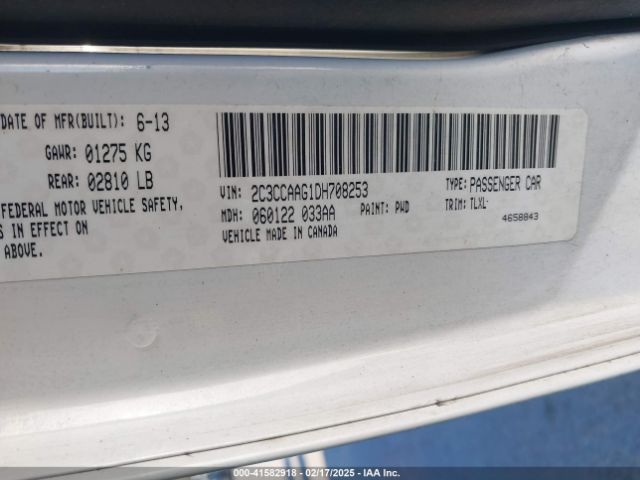 DATE OF MFR(BUILT): 6-13
GAWR: 01275 KG
REAR: 02810 LB
FEDERAL MOTOR VEHICLE SAFETY,
S IN EFFECT ON
ABOVE.
VIN: 2C3CCAAG1DH708253
TYPE: PASSENGER CAR
MDH: 060122 033AA
PAINT: PWD
TRIM: TLXL-
VEHICLE MADE IN CANADA
4658843
000-41582918 - 02/17/2025 - IAA Inc.